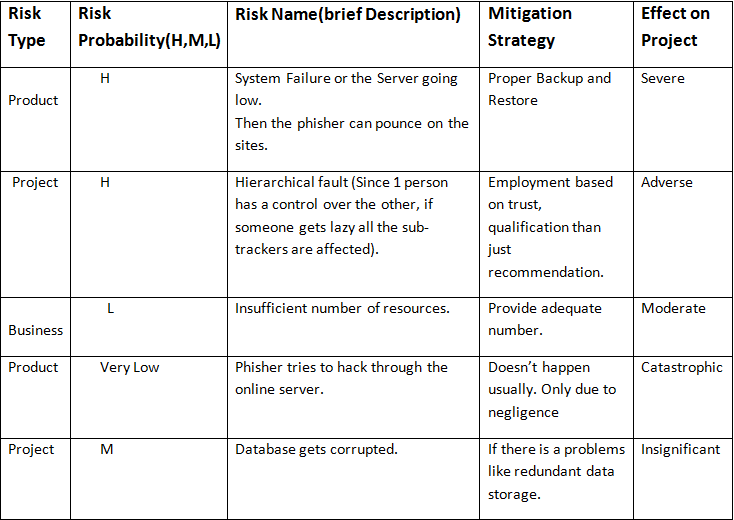 Risk Type
Risk Probability(H,M,L)
Risk Name(brief Description)
Mitigation Strategy
Effect on Project
Product
H
System Failure or the Server going
low.
Then the phisher can pounce on the
sites.
Proper Backup and
Restore
Severe
Project
H
Hierarchical fault (Since 1 person
has a control over the other, if
someone gets lazy all the sub-
trackers are affected).
Employment based
on trust,
qualification than
just
recommendation.
Adverse
Business
L
Insufficient number of resources.
Provide adequate
number.
Moderate
Product
Very Low
Phisher tries to hack through the
online server.
Doesn’t happen
usually. Only due to
negligence
Catastrophic
Project
M
Database gets corrupted.
If there is a problems
like redundant data
storage.
Insignificant